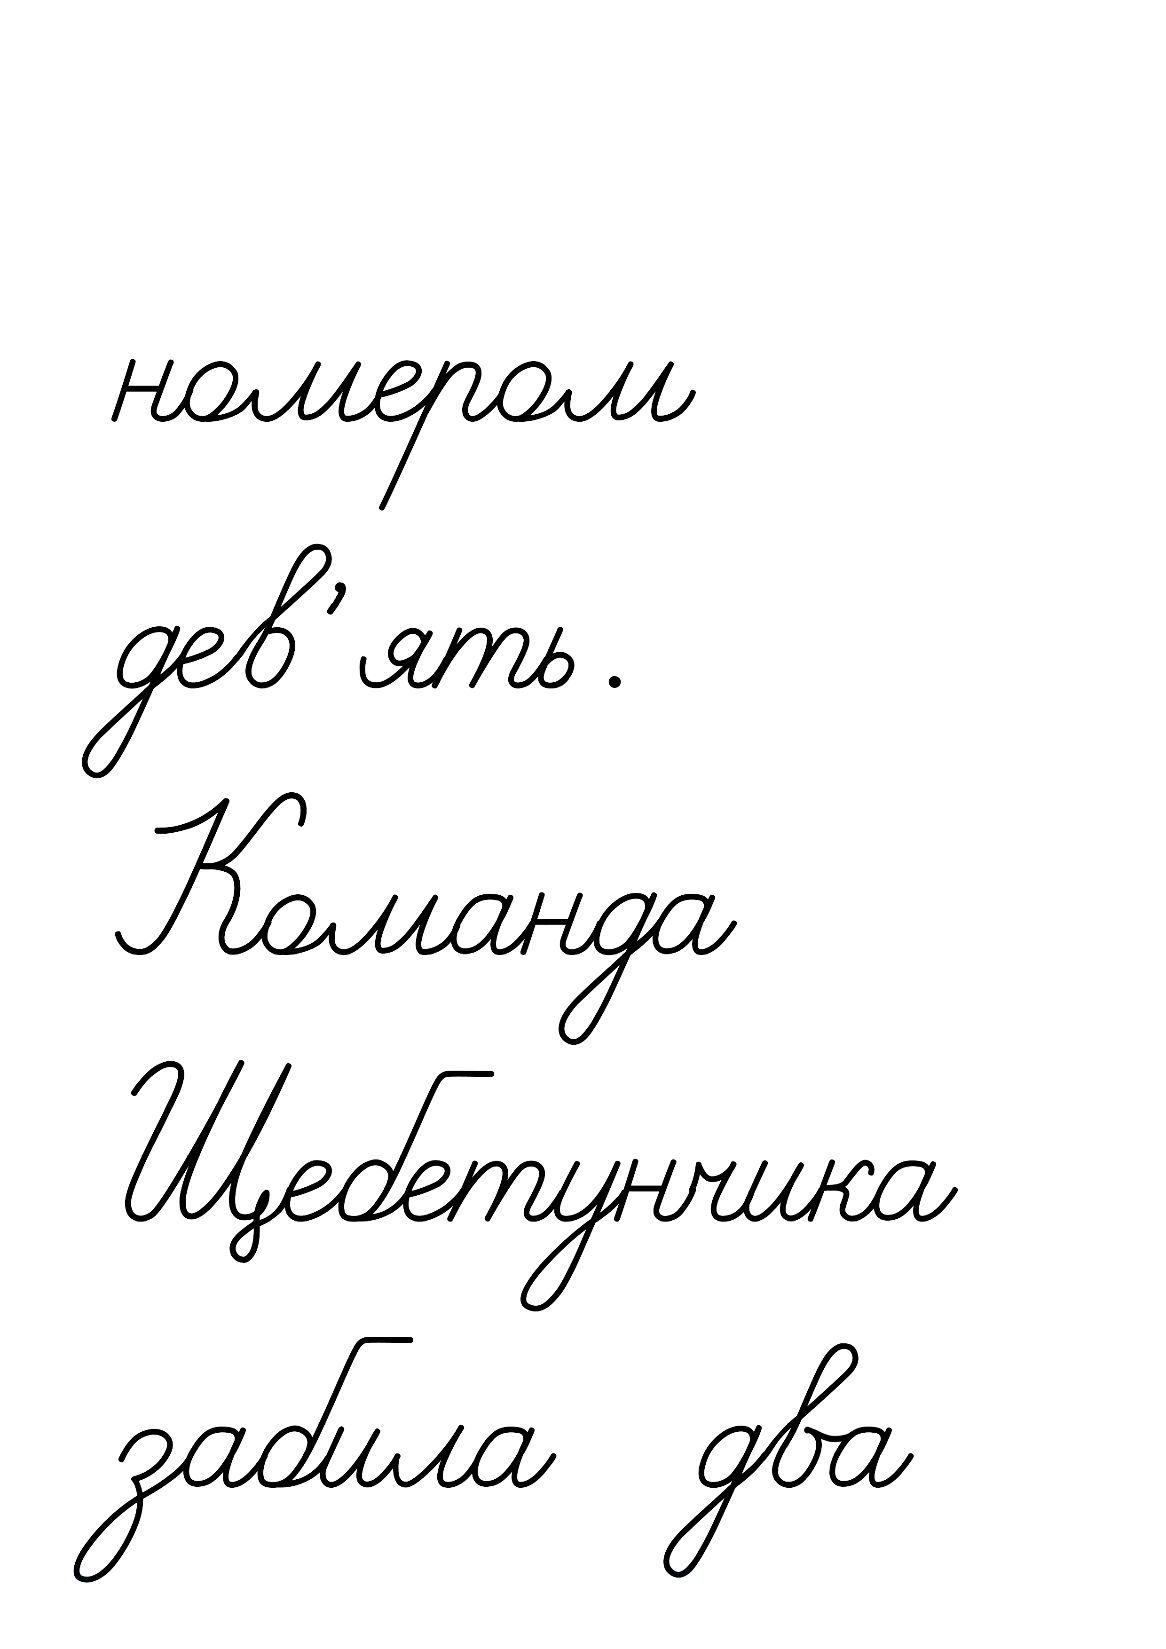 номером
дев’ять.
Команда
Щебетунчика
забила два